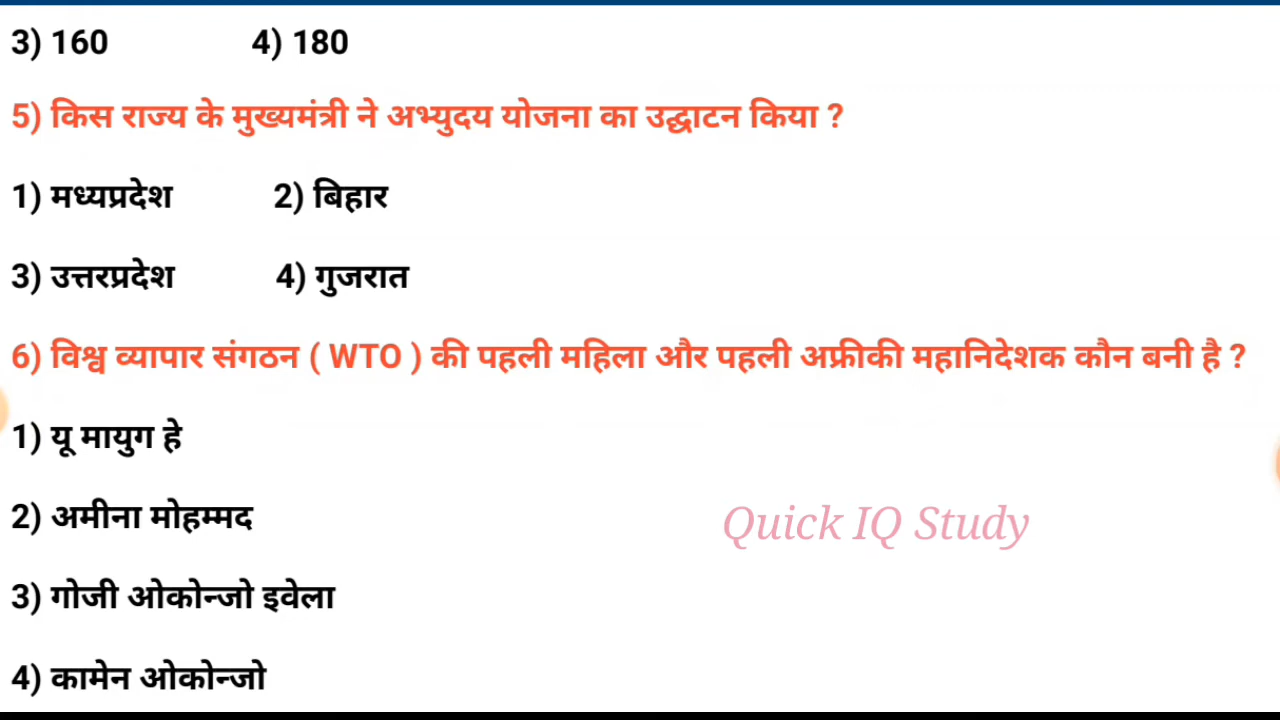 3) 160 4) 180
5) किस राज्य के मुख्यमंत्री ने अभ्युदय योजना का उद्घाटन किया ?
1) मध्यप्रदेश 2) बिहार
3) उत्तरप्रदेश 4) गुजरात
6) विश्व व्यापार संगठन ( WTO ) की पहली महिला और पहली अफ्रीकी महानिदेशक कौन बनी है ?
1) यू मायुग हे
2) अमीना मोहम्मद
Quick IQ Study
3) गोजी ओकोन्जो इवेला
4) कामेन ओकोन्जो